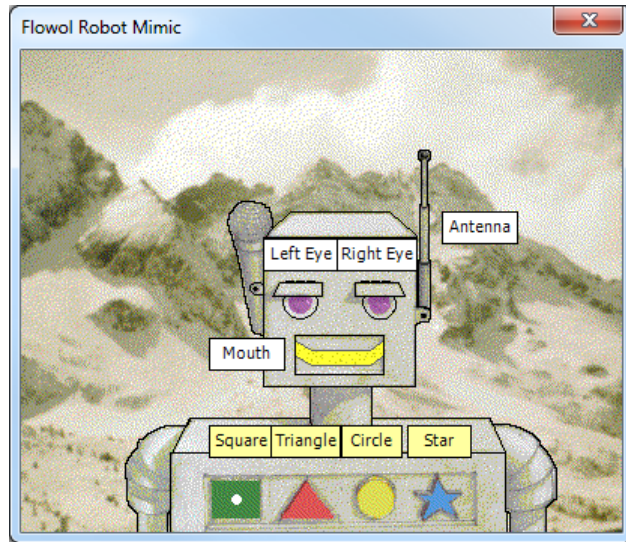 Flowol Robot Mimic
Antenna
Left Eye Right Eye
Mouth
Square Triangle Circle Star